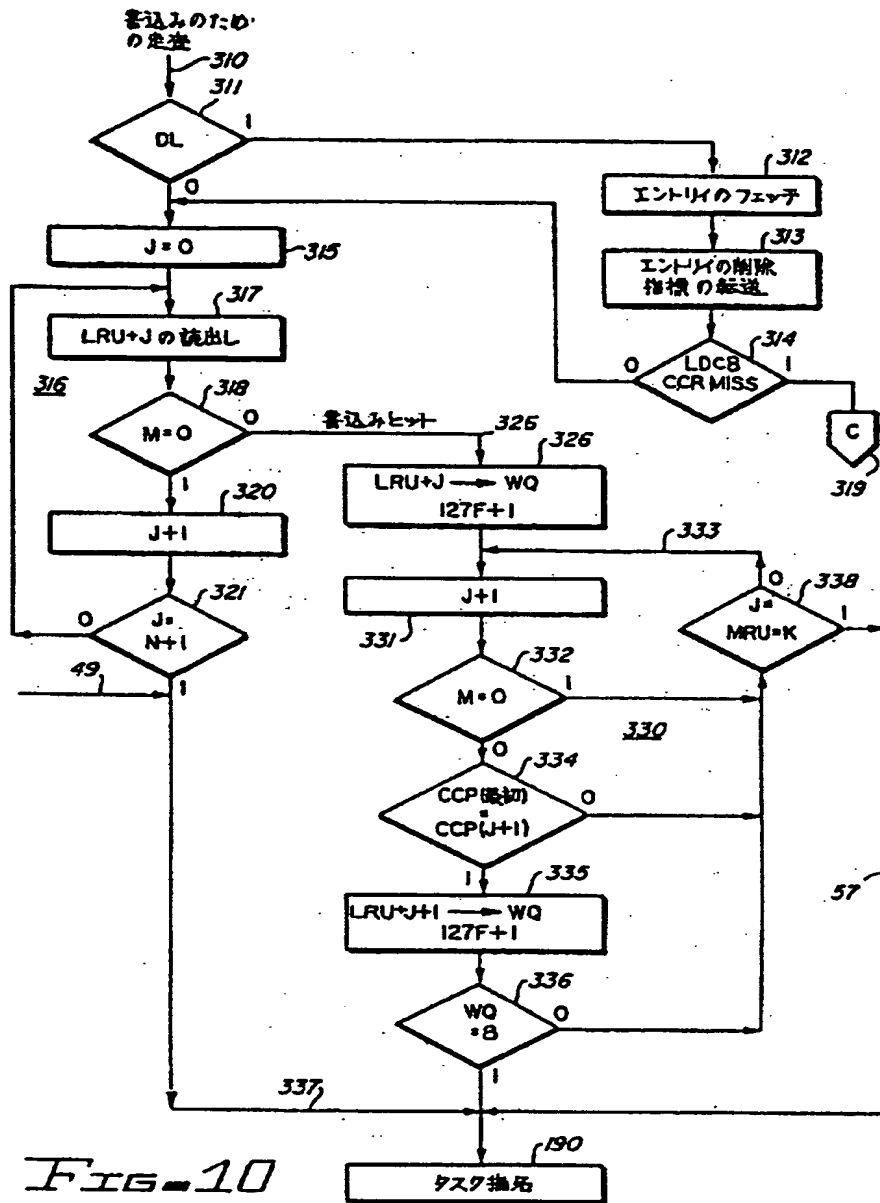 書込みのため
の走査
310
311
DL
1
0
312
エントリイのフェッチ
313
エントリイの削除
指標の転送
314
LDCB
CCR MISS
0
1
C
319
J=0
315
317
LRU+Jの読出し
316
318
M=0
0
書込みヒット
325
1
320
J+1
321
J=
N+1
0
1
49
326
LRU+J → WQ
127F+1
333
J+1
331
332
M=0
1
0
330
338
J=
MRU=K
0
1
334
CCP(最初)
=
CCP(J+1)
0
1
335
LRU+J+1 → WQ
127F+1
336
WQ
=8
0
1
57
337
190
タスク指名
FIG-10